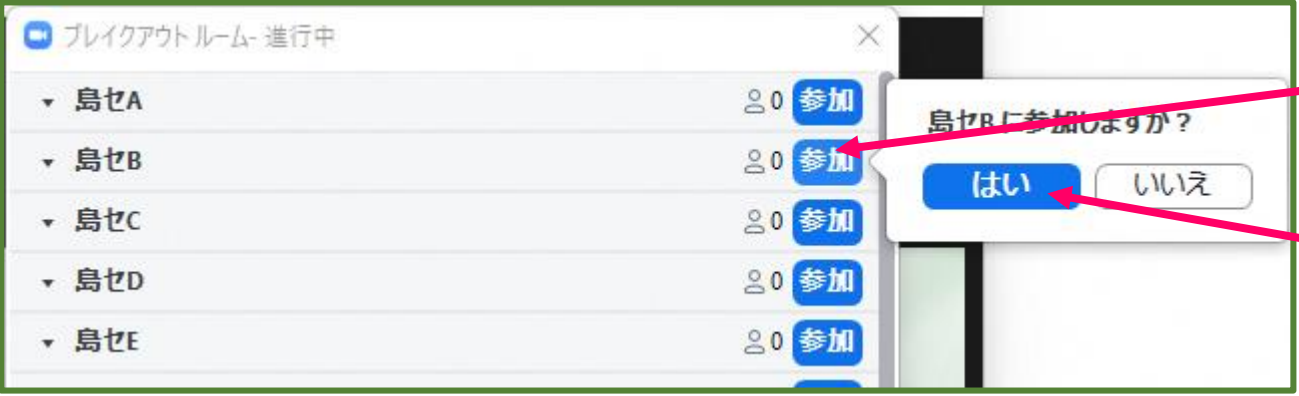 ブレイクアウト ルーム- 進行中
島セA 0 参加
島セB 0 参加
島セBに参加しますか？
はい いいえ
島セC 0 参加
島セD 0 参加
島セE 0 参加